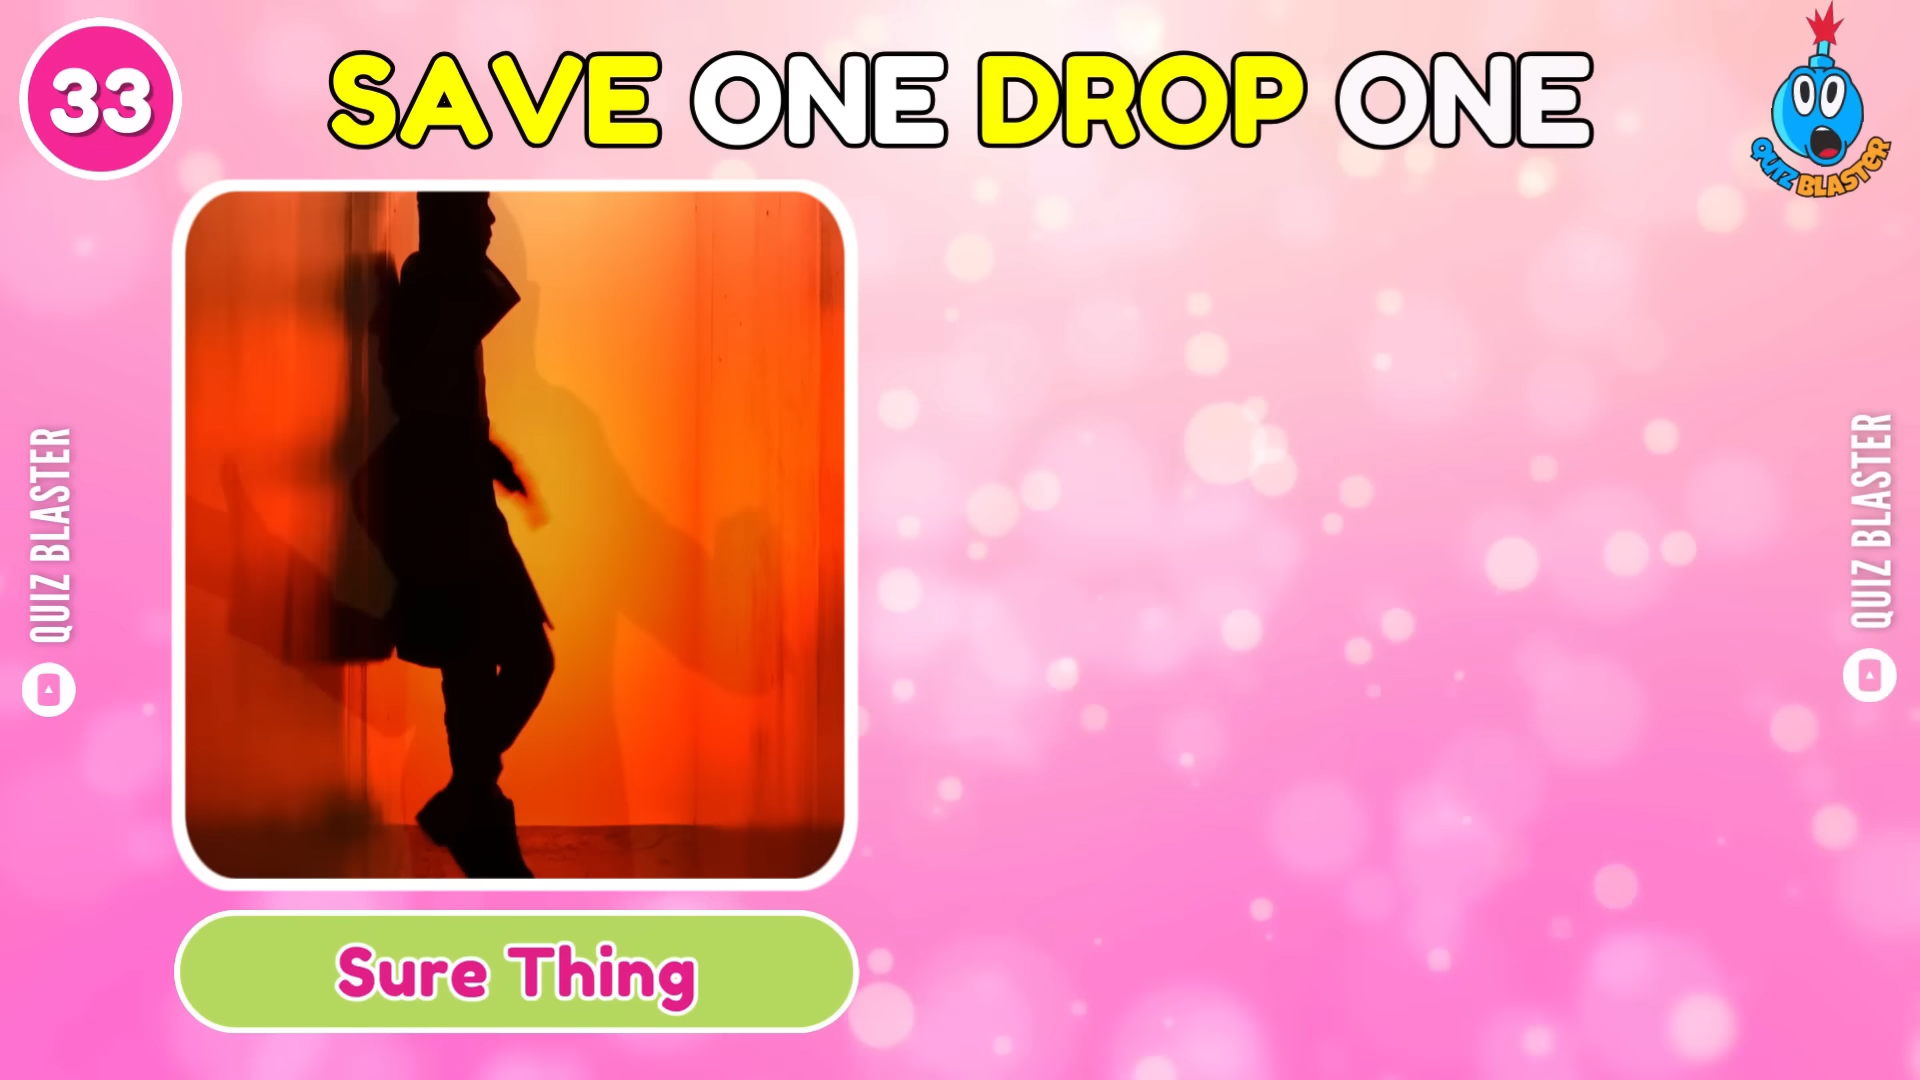 33
SAVE ONE DROP ONE
QUIZ BLASTER
QUIZ BLASTER
Sure Thing
QUIZ BLASTER